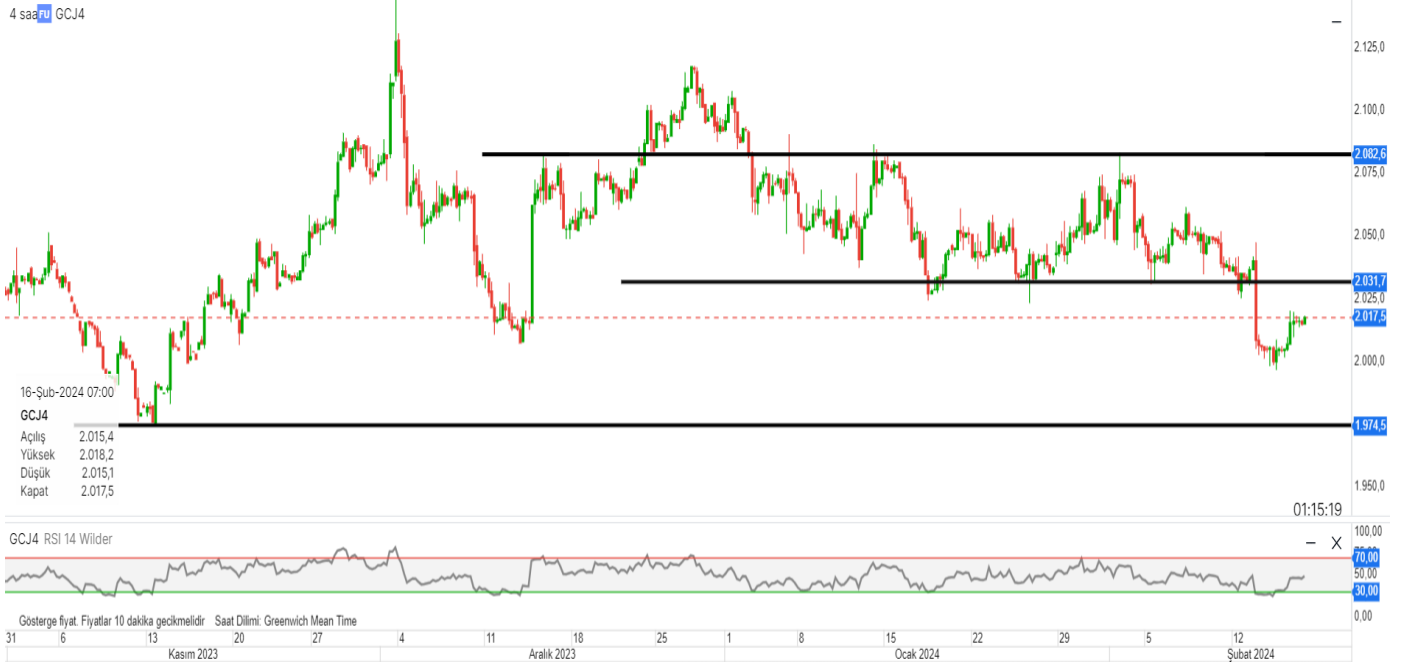 4 saa FU GCJ4
2.125,0
2.100,0
2.082,6
2.075,0
2.050,0
2.031,7
2.025,0
2.017,5
2.000,0
1.974,5
1.950,0
16-Şub-2024 07:00
GCJ4
Açılış 2.015,4
Yüksek 2.018,2
Düşük 2.015,1
Kapat 2.017,5
01:15:19
GCJ4 RSI 14 Wilder
100,00
70,00
50,00
30,00
0,00
Gösterge fiyat. Fiyatlar 10 dakika gecikmelidir Saat Dilimi: Greenwich Mean Time
31 6 13 20 27 4 11 18 25 1 8 15 22 29 5 12
Kasım 2023 Aralık 2023 Ocak 2024 Şubat 2024